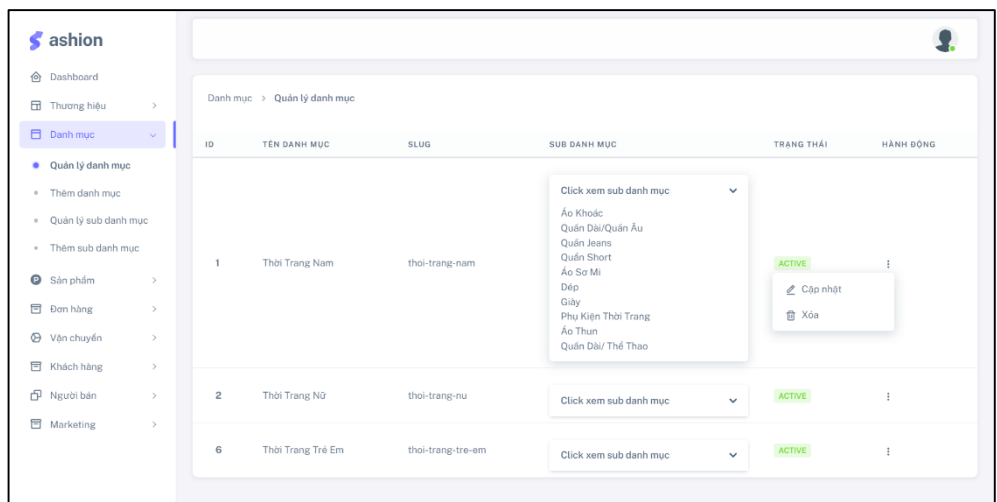 ashion
Dashboard
Thương hiệu
Danh mục
Quản lý danh mục
Thêm danh mục
Quản lý sub danh mục
Thêm sub danh mục
Sản phẩm
Đơn hàng
Vận chuyển
Khách hàng
Người bán
Marketing
Danh mục > Quản lý danh mục
ID TÊN DANH MỤC SLUG SUB DANH MỤC TRẠNG THÁI HÀNH ĐỘNG
1 Thời Trang Nam thoi-trang-nam
Click xem sub danh mục
Áo Khoác
Quần Dài/Quần Âu
Quần Jeans
Quần Short
Áo Sơ Mi
Dép
Giày
Phụ Kiện Thời Trang
Áo Thun
Quần Dài/ Thể Thao
ACTIVE
Cập nhật
Xóa
2 Thời Trang Nữ thoi-trang-nu Click xem sub danh mục ACTIVE
6 Thời Trang Trẻ Em thoi-trang-tre-em Click xem sub danh mục ACTIVE